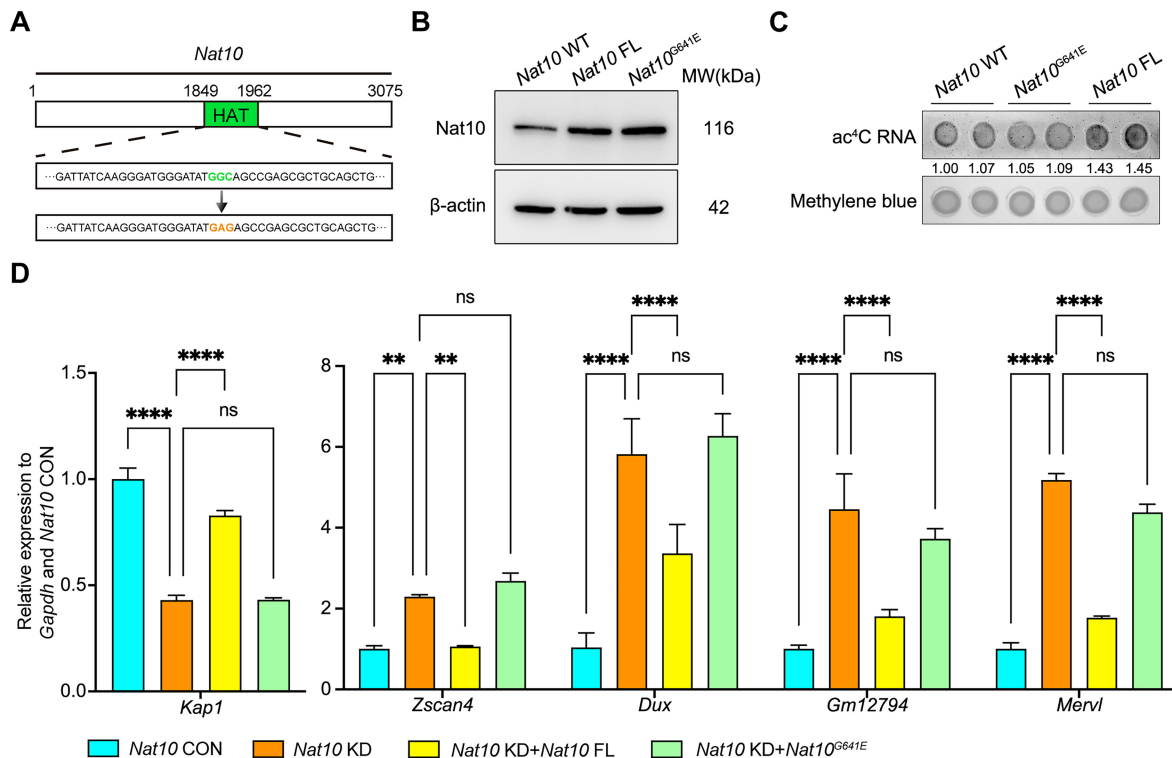 A
Nat10
1 1849 1962 3075
HAT
···GATTATCAAGGGATGGGATATGGCAGCCGAGCGCTGCAGCTG···
···GATTATCAAGGGATGGGATATGAGAGCCGAGCGCTGCAGCTG···
B
Nat10 WT Nat10 FL Nat10G641E MW(kDa)
Nat10 116
β-actin 42
C
Nat10 WT Nat10G641E Nat10 FL
ac4C RNA
1.00 1.07 1.05 1.09 1.43 1.45
Methylene blue
D
Relative expression to
Gapdh and Nat10 CON
1.5
1.0
0.5
0.0
**** **** ns
Kap1
8
6
4
2
0
** ** ns
**** **** ns
**** **** ns
**** **** ns
Zscan4 Dux Gm12794 Mervl
Nat10 CON Nat10 KD Nat10 KD+Nat10 FL Nat10 KD+Nat10G641E